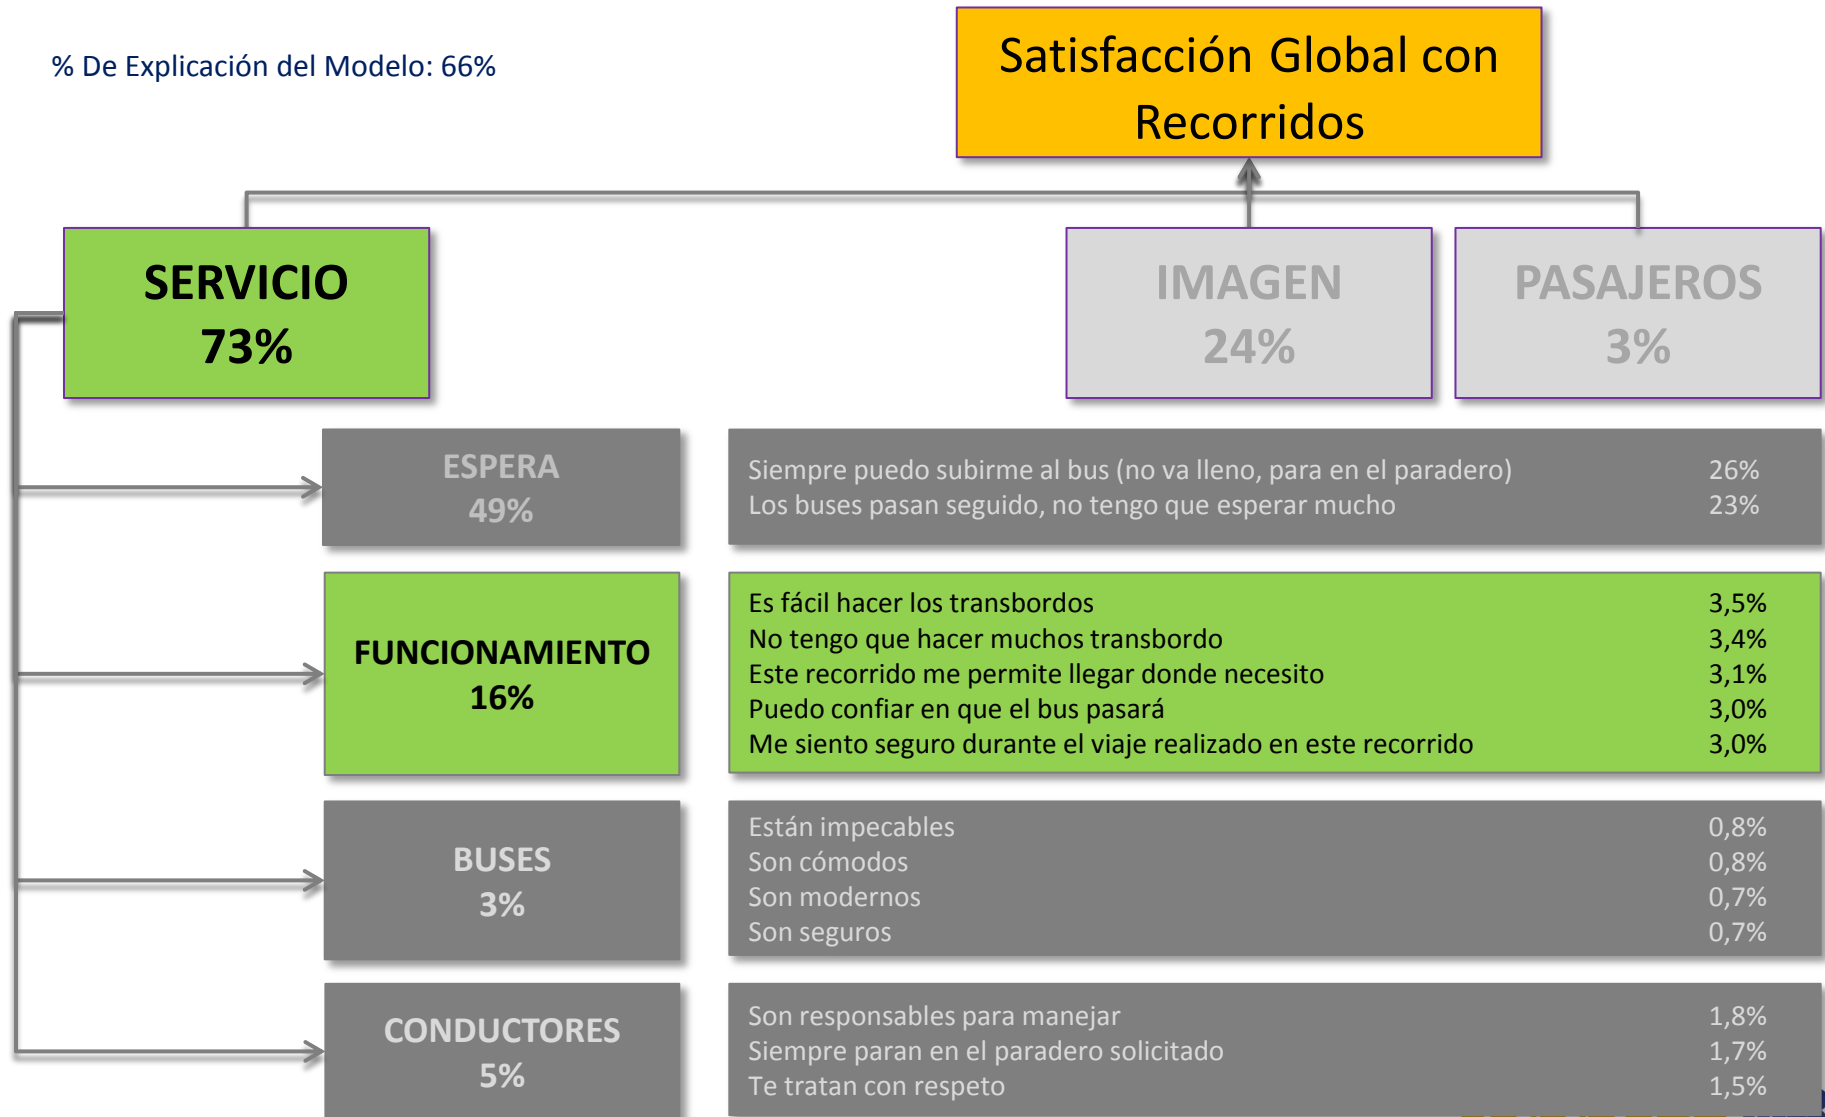 % De Explicación del Modelo: 66%
Satisfacción Global con
Recorridos
SERVICIO
73%
IMAGEN
24%
PASAJEROS
3%
ESPERA
49%
Siempre puedo subirme al bus (no va lleno, para en el paradero) 26%
Los buses pasan seguido, no tengo que esperar mucho 23%
FUNCIONAMIENTO
16%
Es fácil hacer los transbordos 3,5%
No tengo que hacer muchos transbordo 3,4%
Este recorrido me permite llegar donde necesito 3,1%
Puedo confiar en que el bus pasará 3,0%
Me siento seguro durante el viaje realizado en este recorrido 3,0%
BUSES
3%
Están impecables 0,8%
Son cómodos 0,8%
Son modernos 0,7%
Son seguros 0,7%
CONDUCTORES
5%
Son responsables para manejar 1,8%
Siempre paran en el paradero solicitado 1,7%
Te tratan con respeto 1,5%